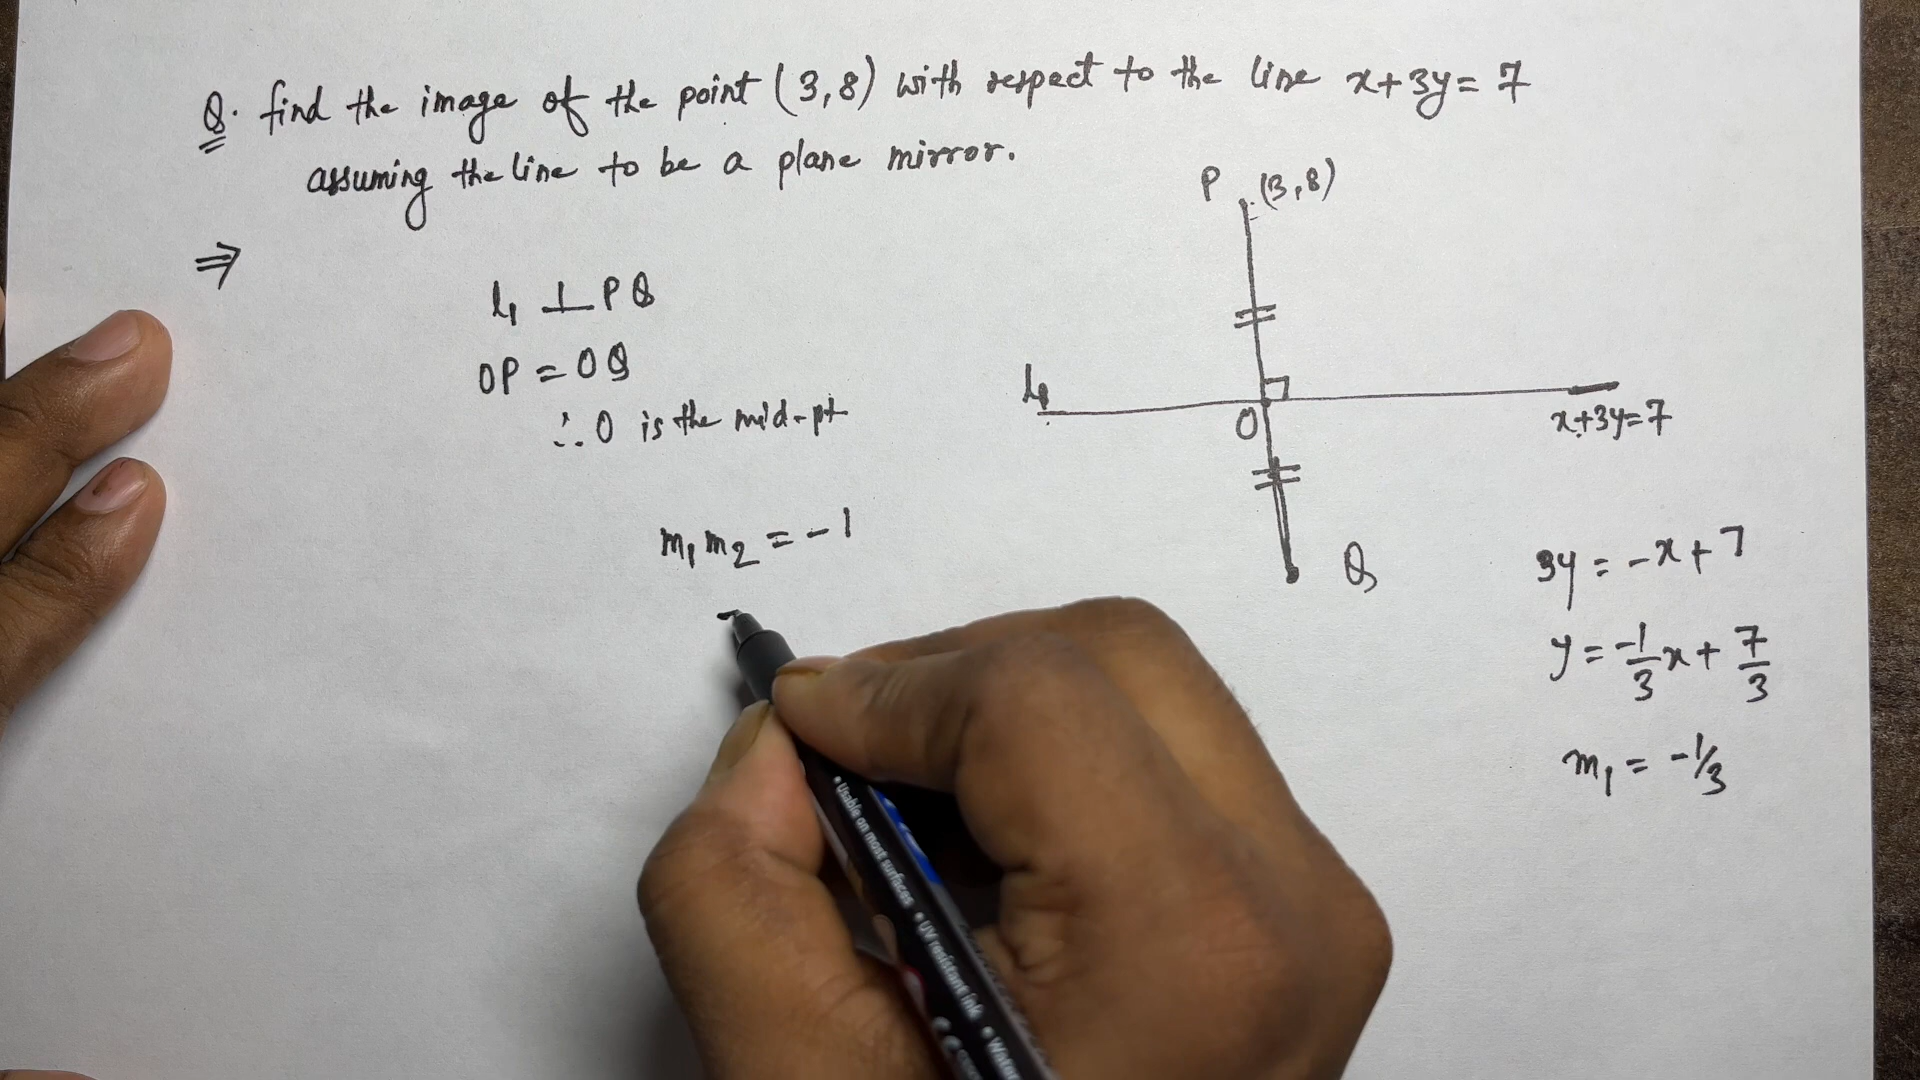 Q. find the image of the point (3,8) with respect to the line x+3y=7
assuming the line to be a plane mirror.
⇒
P (3,8)
l₁ ⊥ PQ
OP = OQ
∴ O is the mid-pt
l₁
O
x+3y=7
m₁m₂ = -1
Q
3y = -x+7
y = -1/3 x + 7/3
m₁ = -1/3
Usable on most surfaces • UV resistant ink • Water